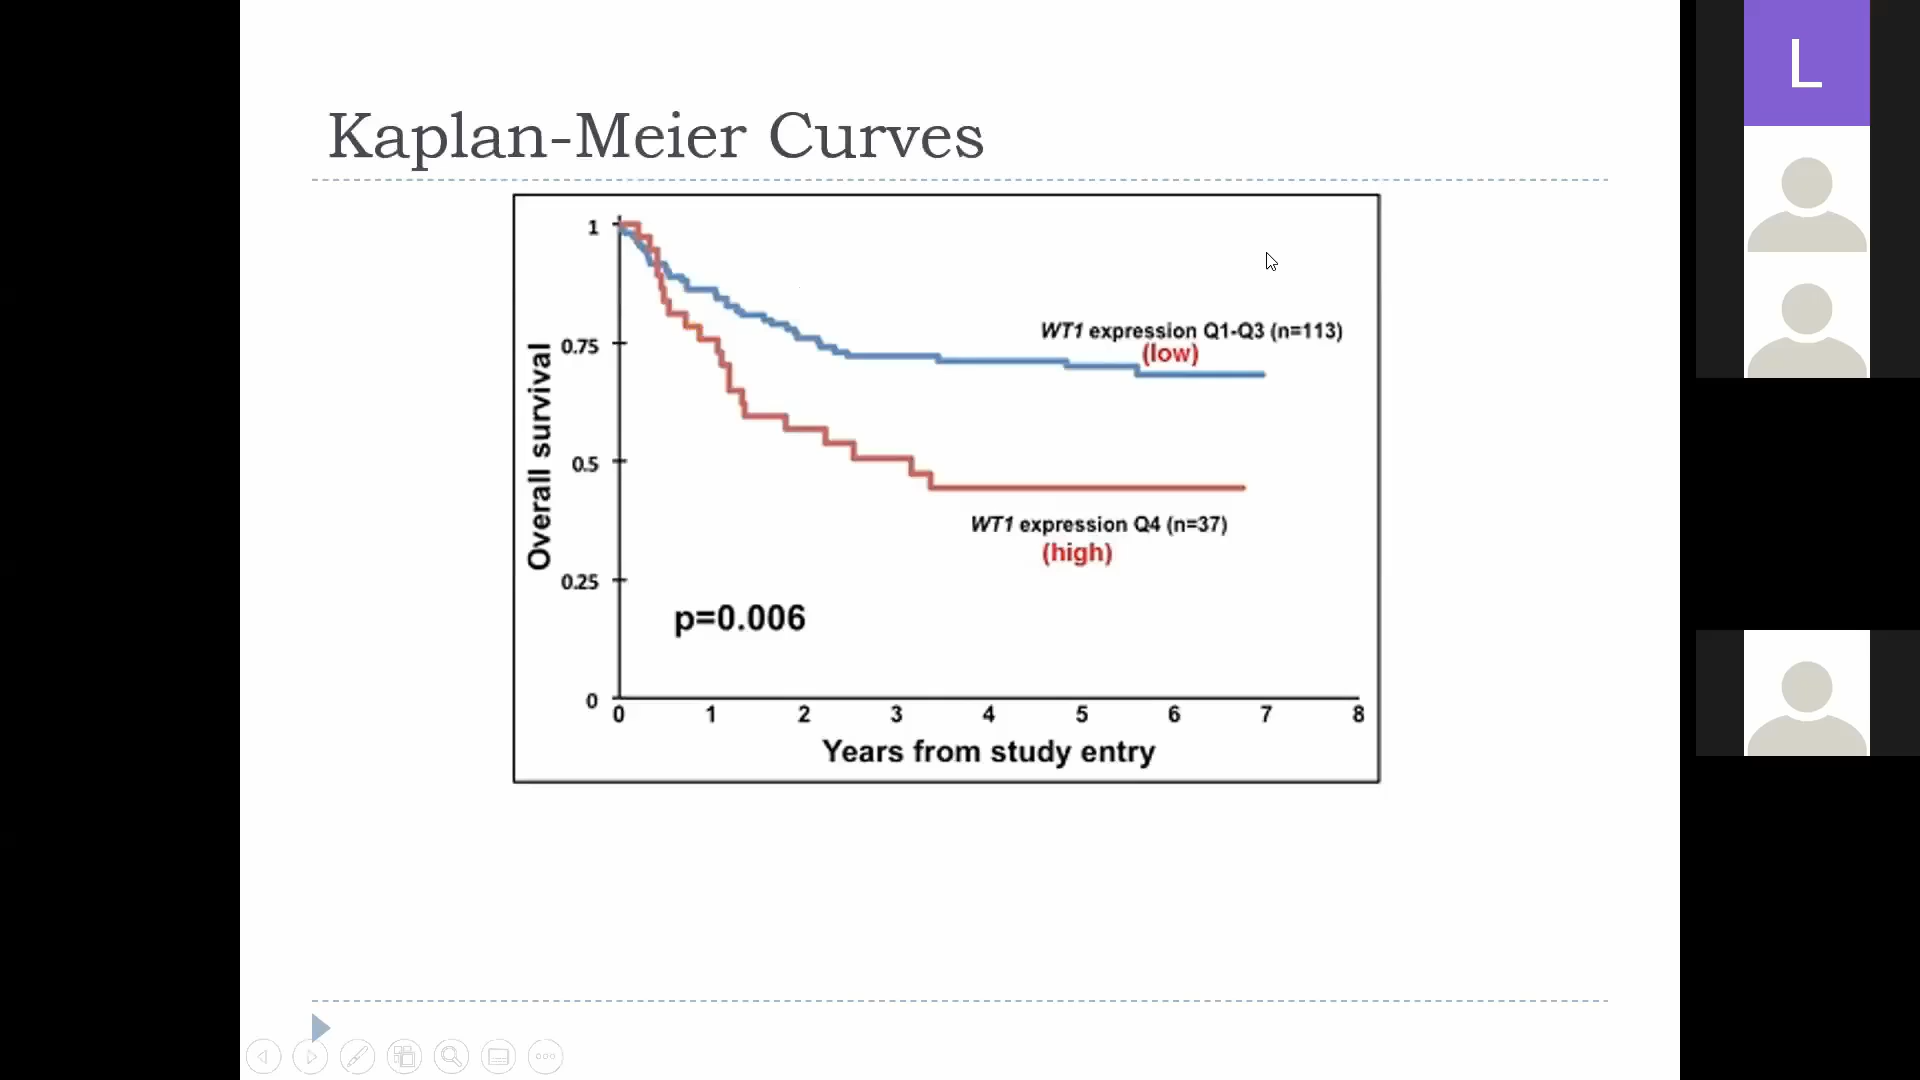 Kaplan-Meier Curves
L
1
0.75
0.5
0.25
0
Overall survival
WT1 expression Q1-Q3 (n=113)
(low)
WT1 expression Q4 (n=37)
(high)
p=0.006
0 1 2 3 4 5 6 7 8
Years from study entry